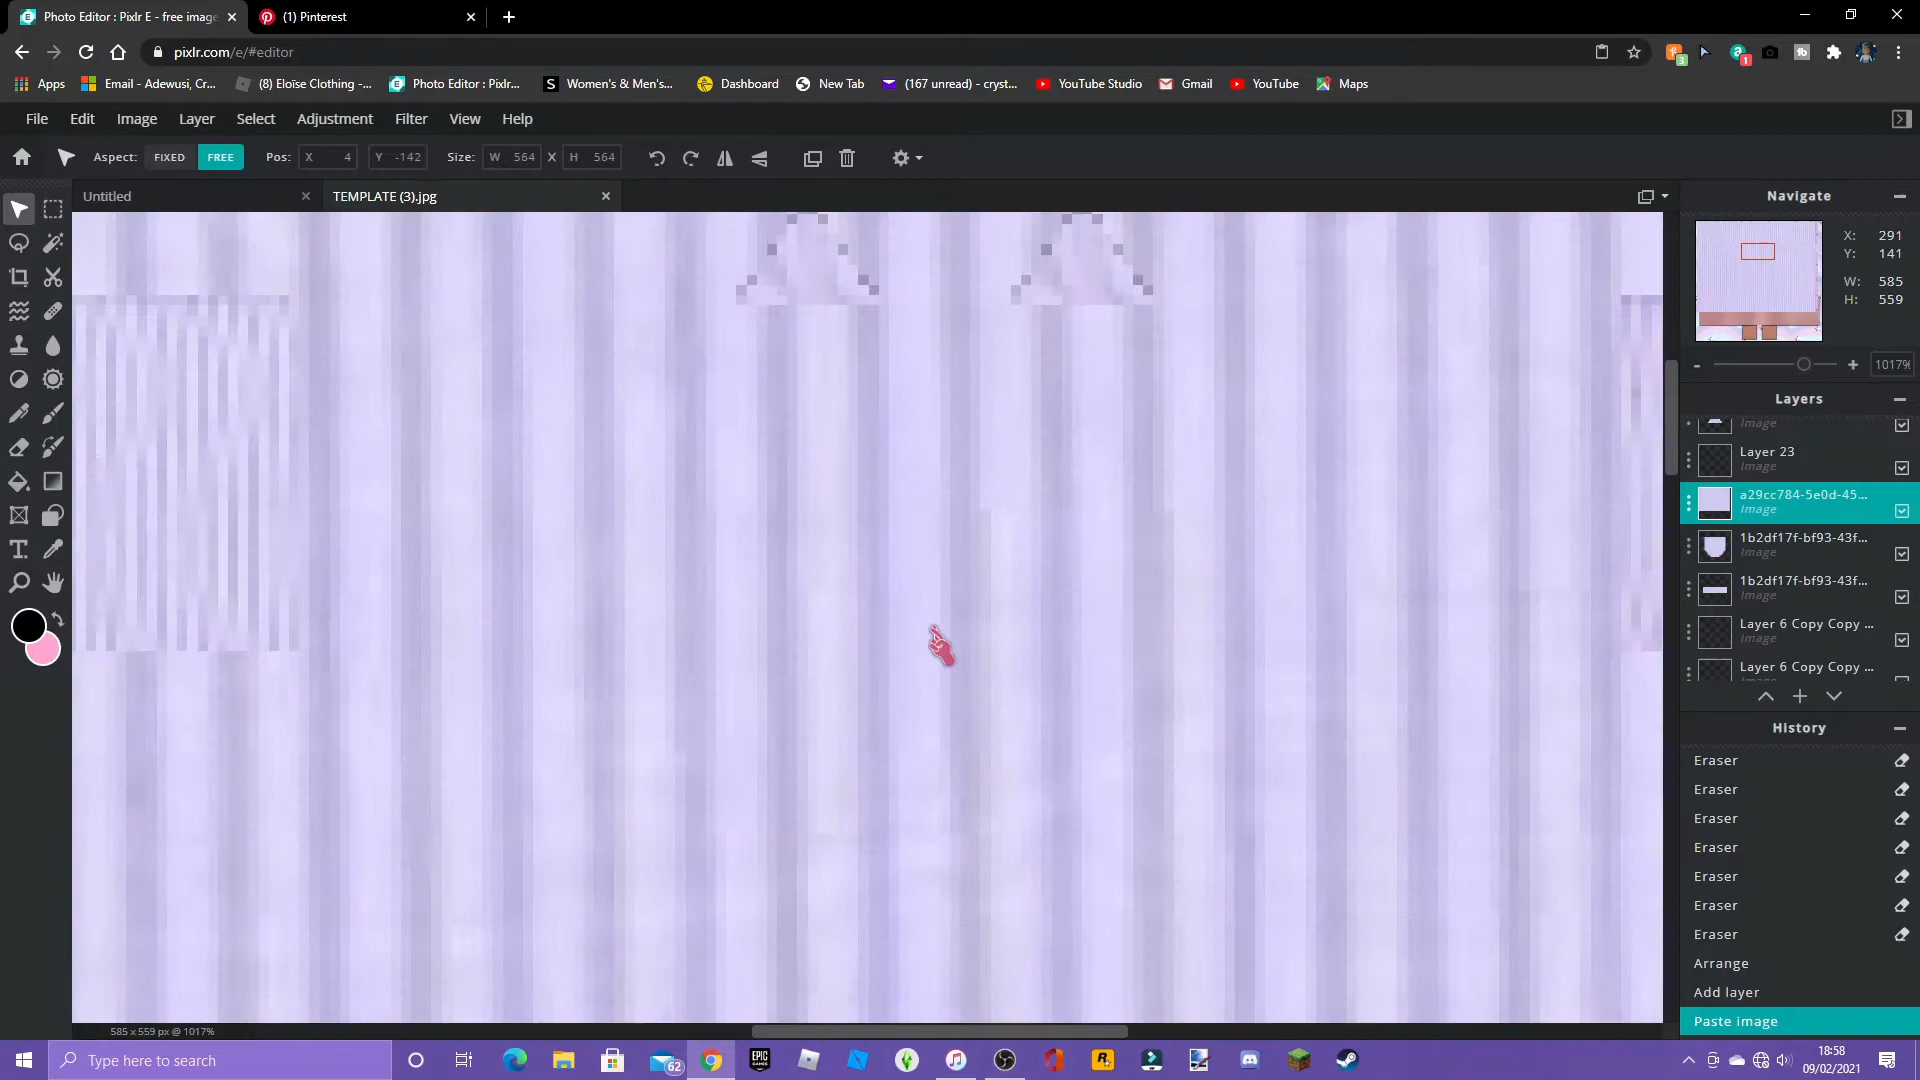 Photo Editor : Pixlr E - free image
(1) Pinterest
pixlr.com/e/#editor
3
1
Apps
Email - Adewusi, Cr...
(8) Eloïse Clothing -...
Photo Editor : Pixlr...
Women's & Men's...
Dashboard
New Tab
(167 unread) - cryst...
YouTube Studio
Gmail
YouTube
Maps
File Edit Image Layer Select Adjustment Filter View Help
Aspect: FIXED FREE Pos: X 4 Y -142 Size: W 564 X H 564
Untitled
TEMPLATE (3).jpg
Navigate
X: 291
Y: 141
W: 585
H: 559
1017%
Layers
Image
Layer 23
Image
a29cc784-5e0d-45...
Image
1b2df17f-bf93-43f...
Image
1b2df17f-bf93-43f...
Image
Layer 6 Copy Copy ...
Image
Layer 6 Copy Copy ...
History
Eraser
Eraser
Eraser
Eraser
Eraser
Eraser
Eraser
Arrange
Add layer
Paste image
585 x 559 px @ 1017%
Type here to search
62
EPIC GAMES
18:58
09/02/2021